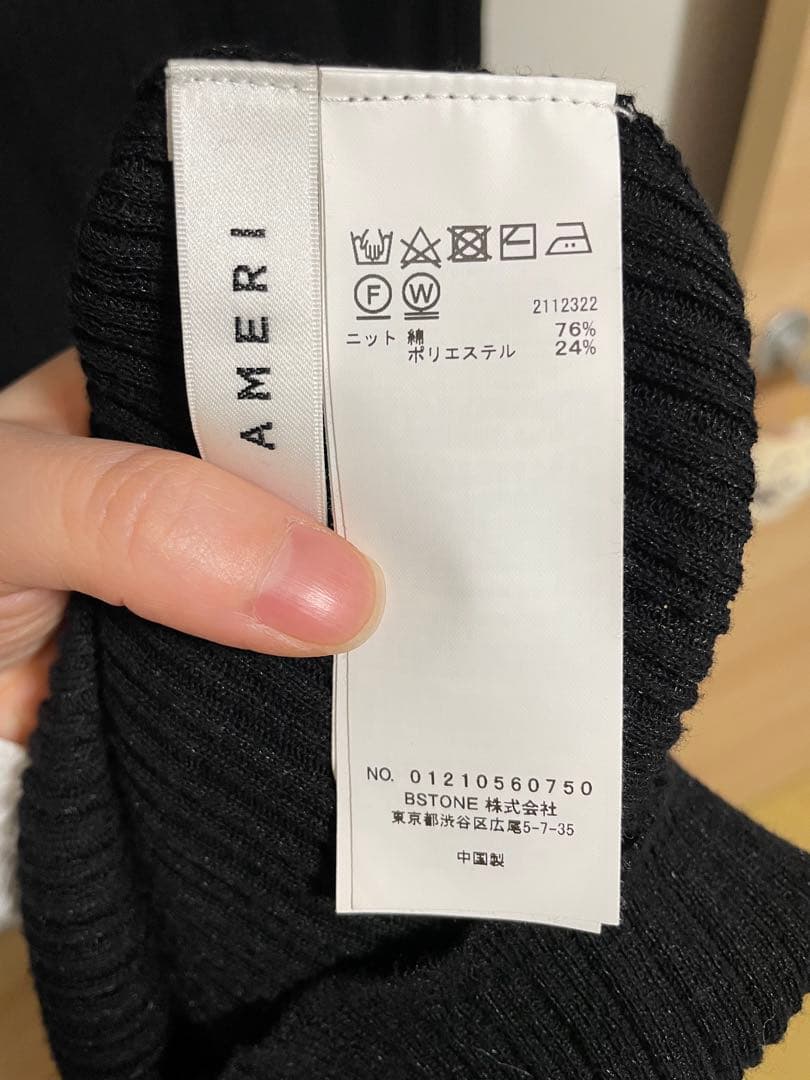 AMERI
F W
2112322
ニット 綿 76%
ポリエステル 24%
NO. 01210560750
BSTONE 株式会社
東京都渋谷区広尾5-7-35
中国製